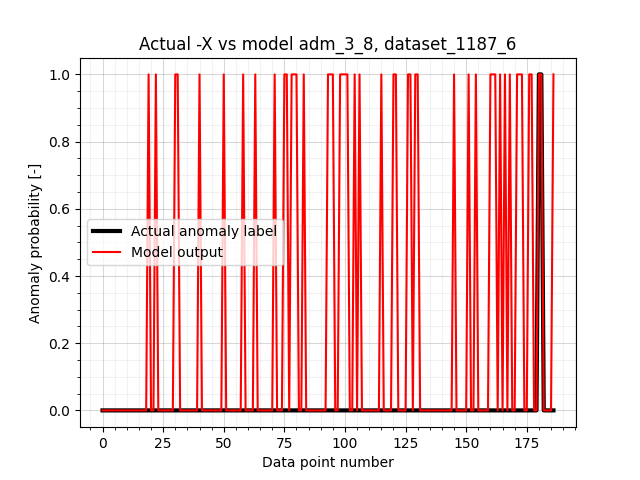 Actual -X vs model adm_3_8, dataset_1187_6
Anomaly probability [-]
1.0
0.8
0.6
0.4
0.2
0.0
Actual anomaly label
Model output
0 25 50 75 100 125 150 175
Data point number